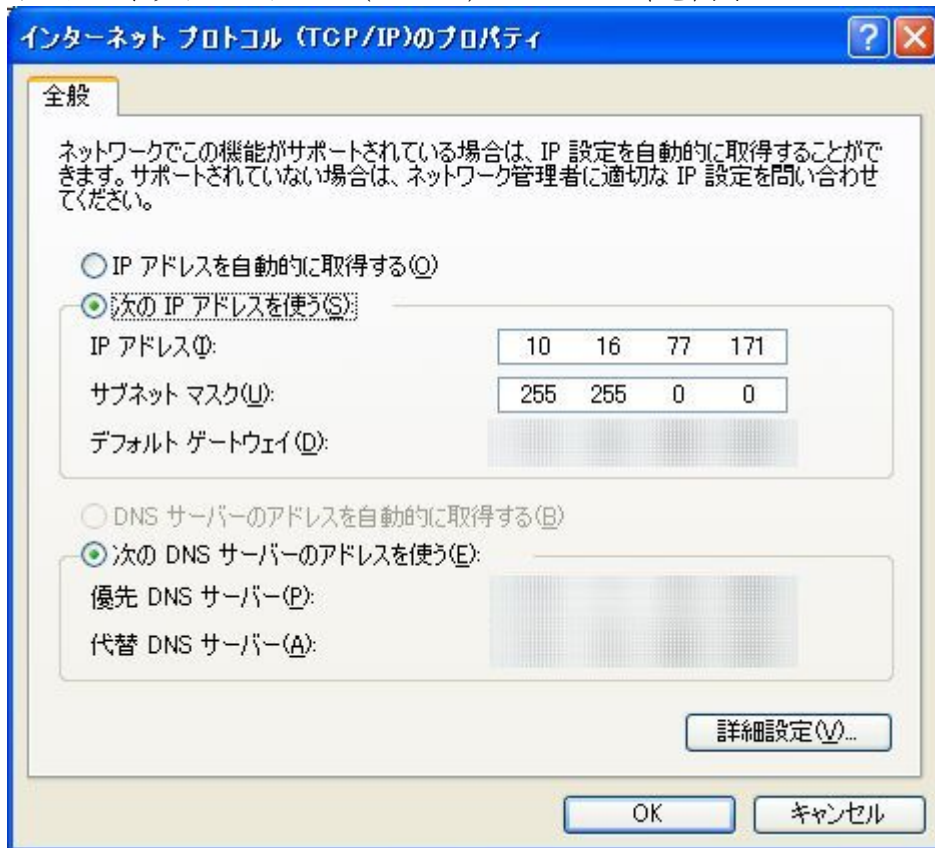 インターネット プロトコル (TCP/IP)のプロパティ
全般
ネットワークでこの機能がサポートされている場合は、IP 設定を自動的に取得することがで
きます。サポートされていない場合は、ネットワーク管理者に適切な IP 設定を問い合わせ
てください。
IP アドレスを自動的に取得する(O)
次の IP アドレスを使う(S):
IP アドレス(I): 10 16 77 171
サブネット マスク(U): 255 255 0 0
デフォルト ゲートウェイ(D):
DNS サーバーのアドレスを自動的に取得する(B)
次の DNS サーバーのアドレスを使う(E):
優先 DNS サーバー(P):
代替 DNS サーバー(A):
詳細設定(V)...
OK キャンセル